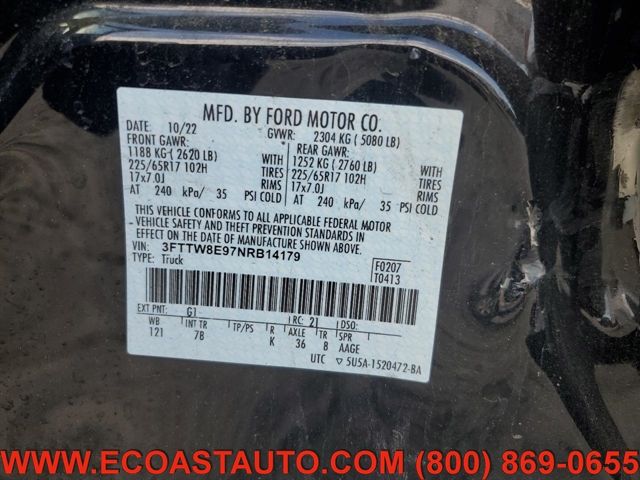 MFD. BY FORD MOTOR CO.
DATE: 10/22 GVWR: 2304 KG ( 5080 LB)
FRONT GAWR: REAR GAWR:
1188 KG( 2620 LB) WITH 1252 KG ( 2760 LB) WITH
225/65R17 102H TIRES 225/65R17 102H TIRES
17x7.0J RIMS 17x7.0J RIMS
AT 240 kPa/ 35 PSI COLD AT 240 kPa/ 35 PSI COLD
THIS VEHICLE CONFORMS TO ALL APPLICABLE FEDERAL MOTOR
VEHICLE SAFETY AND THEFT PREVENTION STANDARDS IN
EFFECT ON THE DATE OF MANUFACTURE SHOWN ABOVE.
VIN: 3FTTW8E97NRB14179
TYPE: Truck
F0207
T0413
EXT PNT: G1 RC: 21 DSO:
WB INT TR TP/PS R AXLE TR SPR
121 7B K 36 8 AAGE
UTC ▽ 5U5A-1520472-BA
WWW.ECOASTAUTO.COM (800) 869-0655